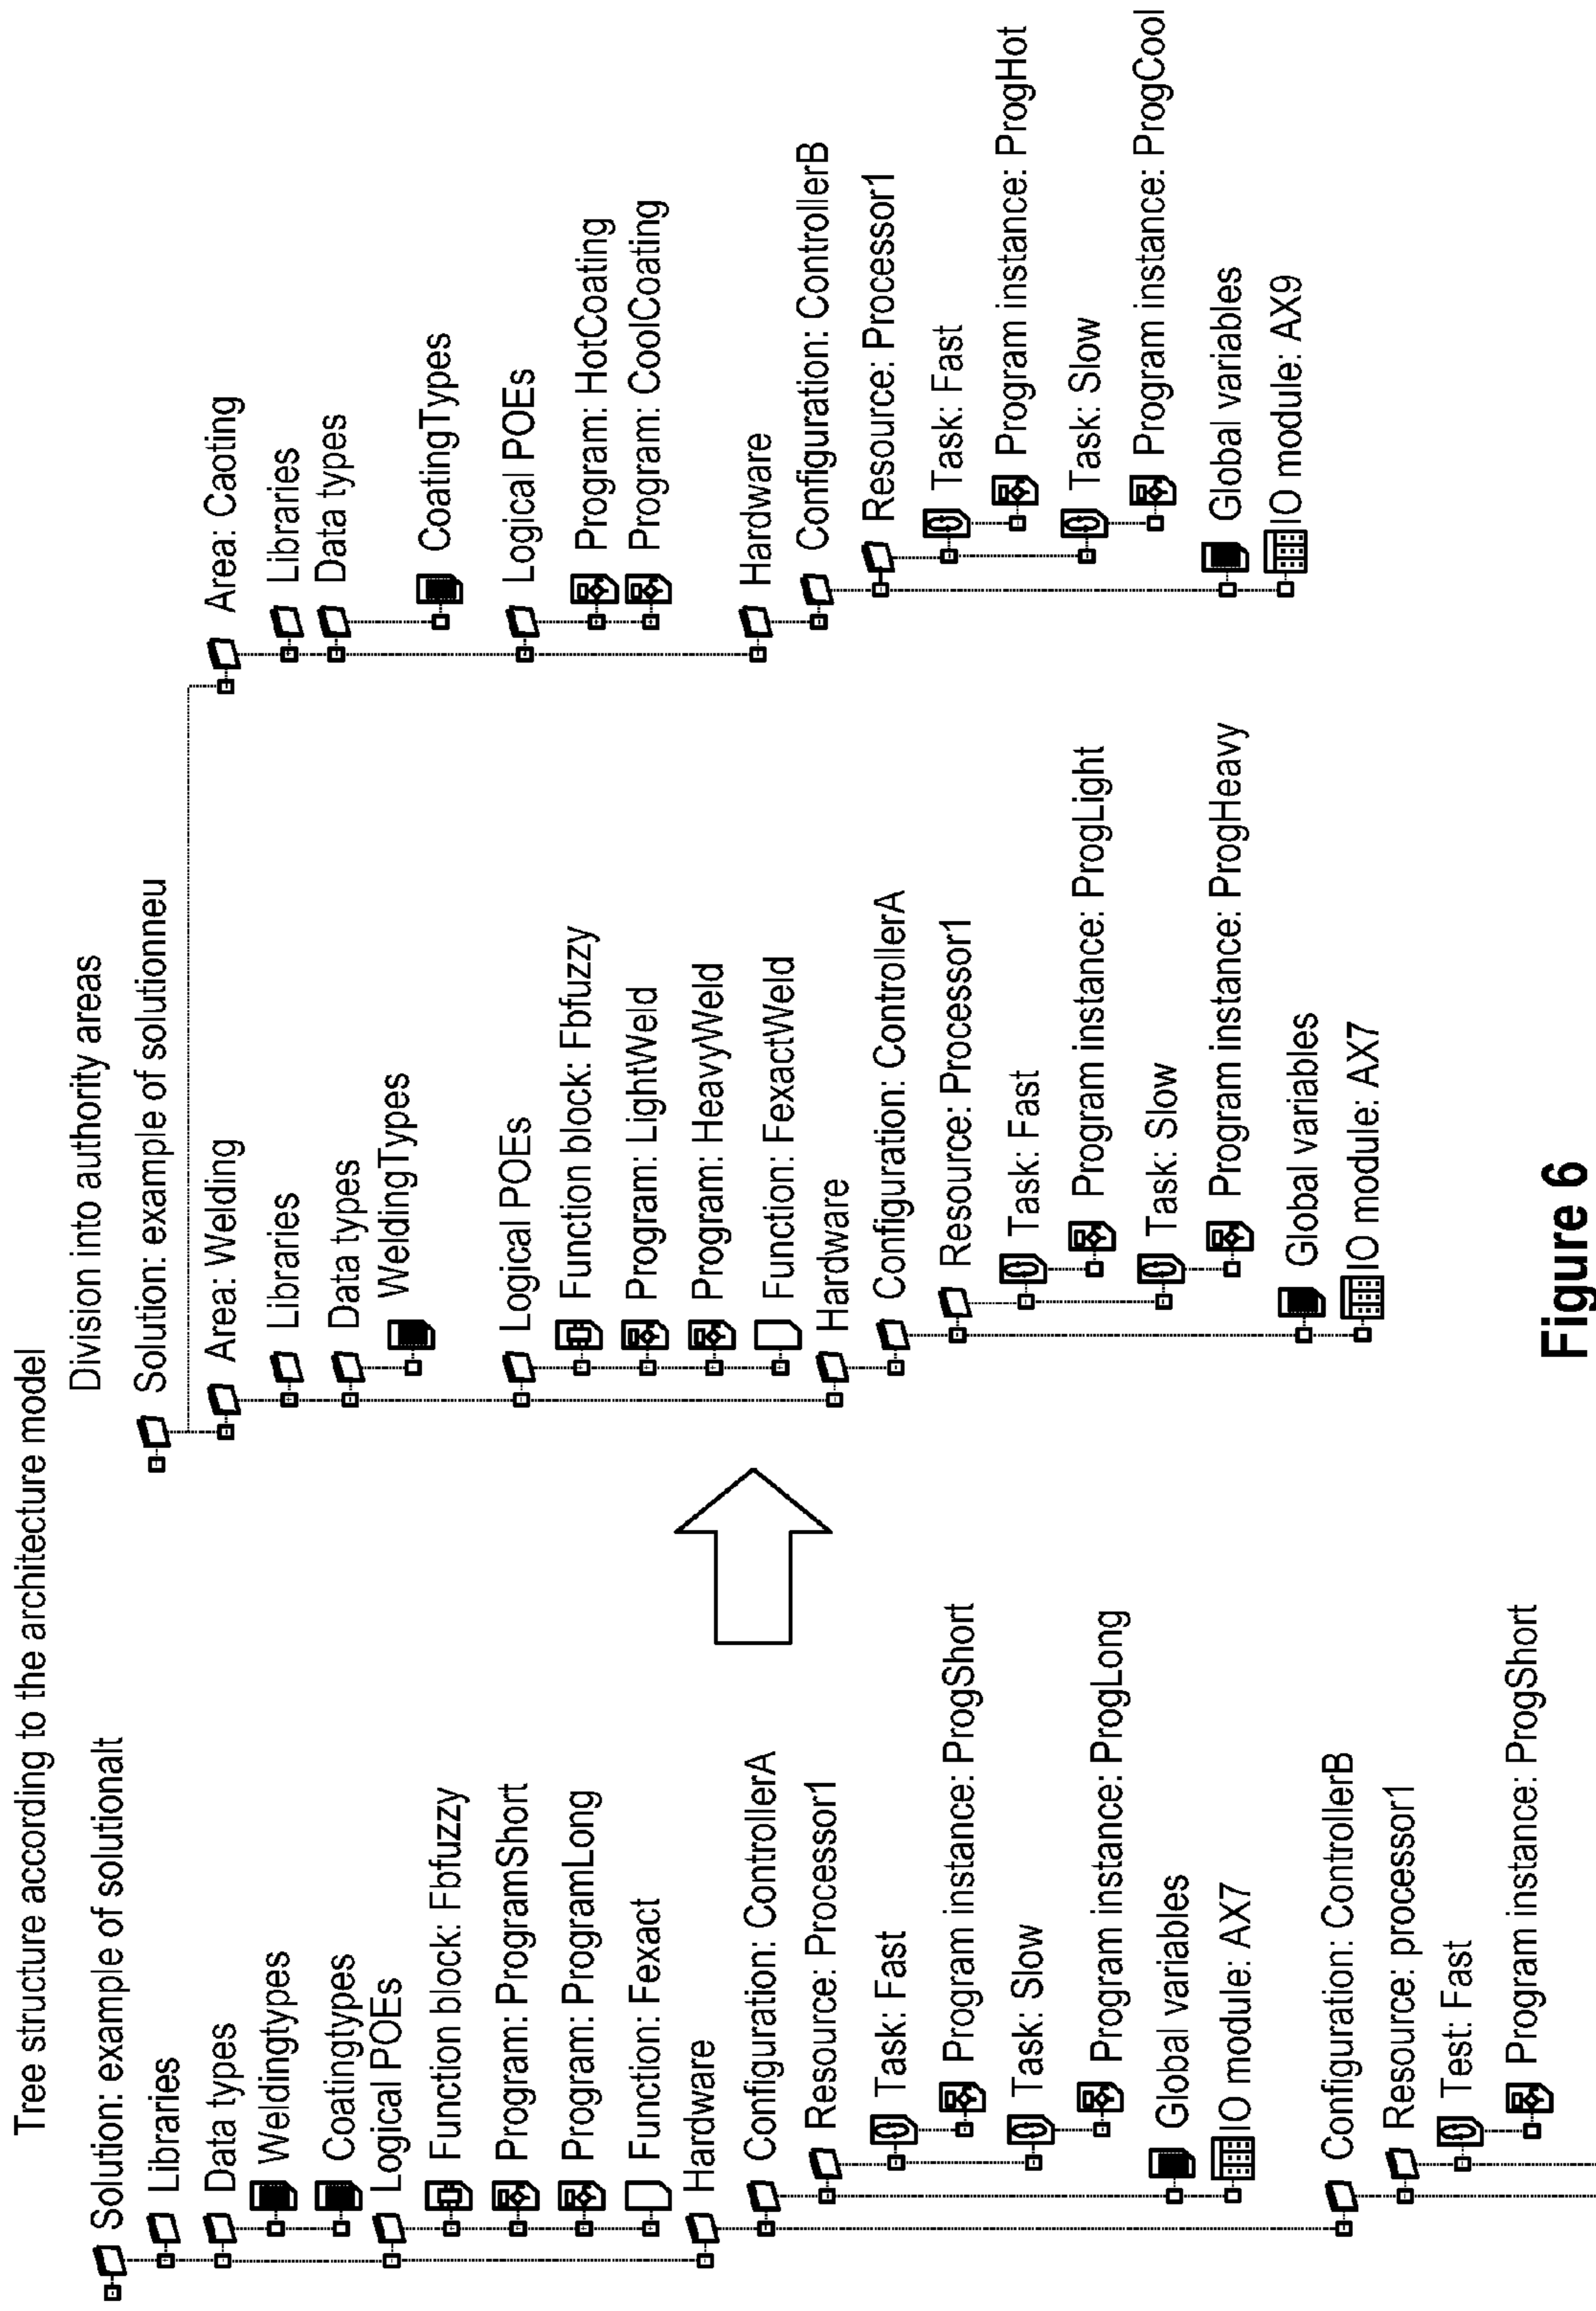 Tree structure according to the architecture model
Solution: example of solutionalt
Libraries
Data types
Weldingtypes
Coatingtypes
Logical POEs
Function block: Fbfuzzy
Program: ProgramShort
Program: ProgramLong
Function: Fexact
Hardware
Configuration: ControllerA
Resource: Processor1
Task: Fast
Program instance: ProgShort
Task: Slow
Program instance: ProgLong
Global variables
IO module: AX7
Configuration: ControllerB
Resource: processor1
Test: Fast
Program instance: ProgShort
Division into authority areas
Solution: example of solutionneu
Area: Welding
Libraries
Data types
WeldingTypes
Logical POEs
Function block: Fbfuzzy
Program: LightWeld
Program: HeavyWeld
Function: FexactWeld
Hardware
Configuration: ControllerA
Resource: Processor1
Task: Fast
Program instance: ProgLight
Task: Slow
Program instance: ProgHeavy
Global variables
IO module: AX7
Area: Caoting
Libraries
Data types
CoatingTypes
Logical POEs
Program: HotCoating
Program: CoolCoating
Hardware
Configuration: ControllerB
Resource: Processor1
Task: Fast
Program instance: ProgHot
Task: Slow
Program instance: ProgCool
Global variables
IO module: AX9
Figure 6